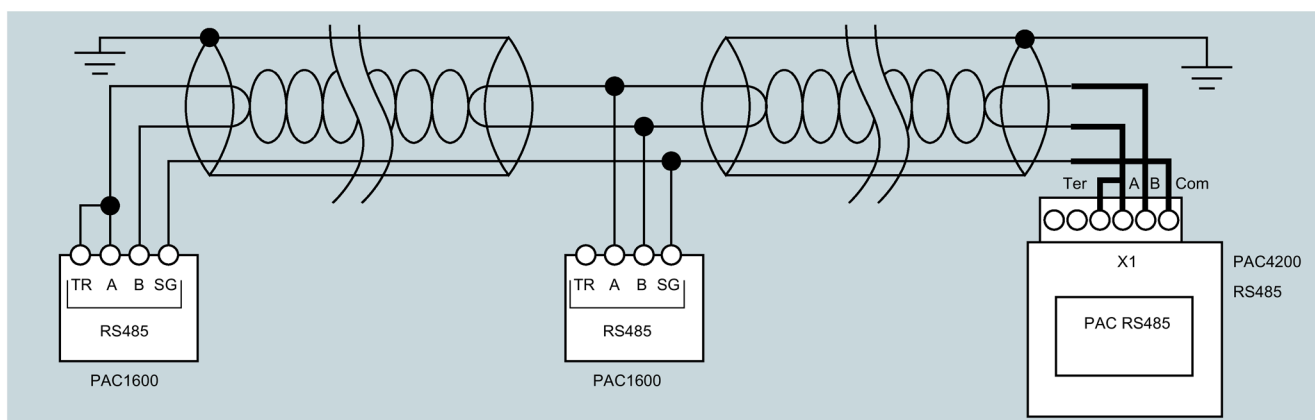 Ter A B Com
TR A B SG
RS485
PAC1600
TR A B SG
RS485
PAC1600
X1
PAC RS485
PAC4200
RS485